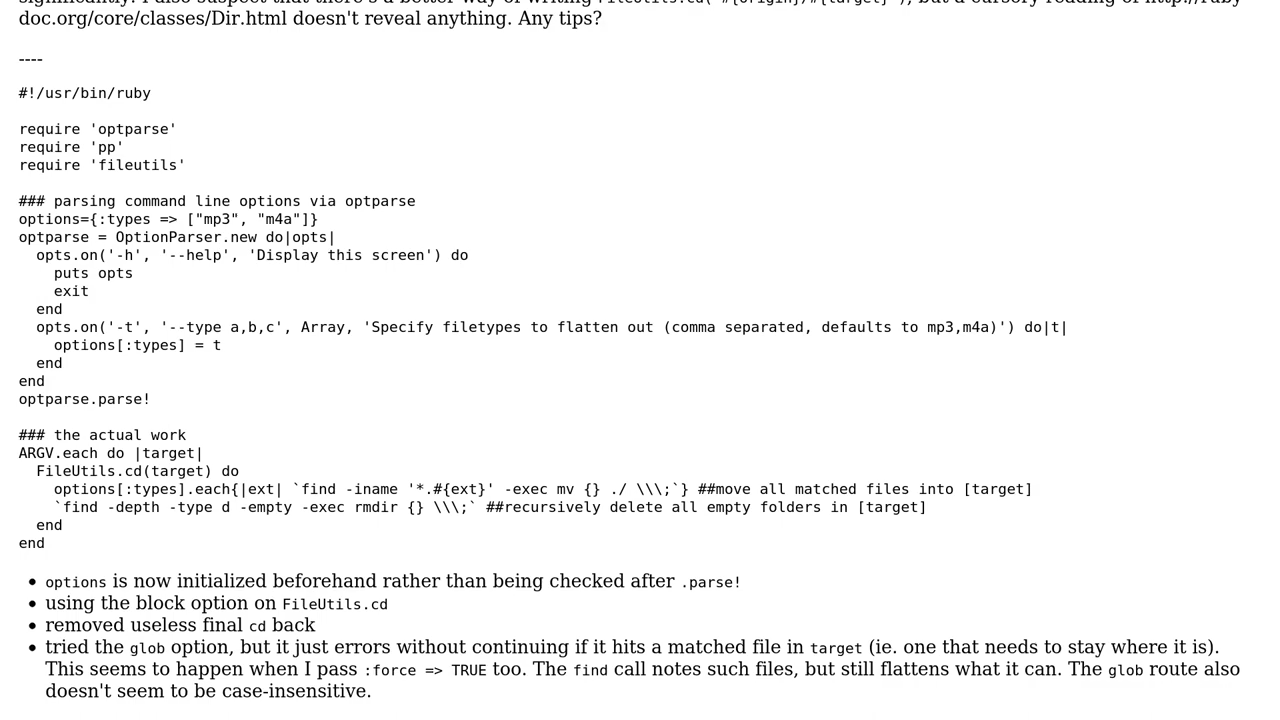 doc.org/core/classes/Dir.html doesn't reveal anything. Any tips?
----
#!/usr/bin/ruby
require 'optparse'
require 'pp'
require 'fileutils'
### parsing command line options via optparse
options={:types => ["mp3", "m4a"]}
optparse = OptionParser.new do|opts|
  opts.on('-h', '--help', 'Display this screen') do
    puts opts
    exit
  end
  opts.on('-t', '--type a,b,c', Array, 'Specify filetypes to flatten out (comma separated, defaults to mp3,m4a)') do|t|
    options[:types] = t
  end
end
optparse.parse!
### the actual work
ARGV.each do |target|
  FileUtils.cd(target) do
    options[:types].each{|ext| `find -iname '*.#{ext}' -exec mv {} ./ \\\;`} ##move all matched files into [target]
    `find -depth -type d -empty -exec rmdir {} \\\;` ##recursively delete all empty folders in [target]
  end
end
• options is now initialized beforehand rather than being checked after .parse!
• using the block option on FileUtils.cd
• removed useless final cd back
• tried the glob option, but it just errors without continuing if it hits a matched file in target (ie. one that needs to stay where it is).
This seems to happen when I pass :force => TRUE too. The find call notes such files, but still flattens what it can. The glob route also
doesn't seem to be case-insensitive.